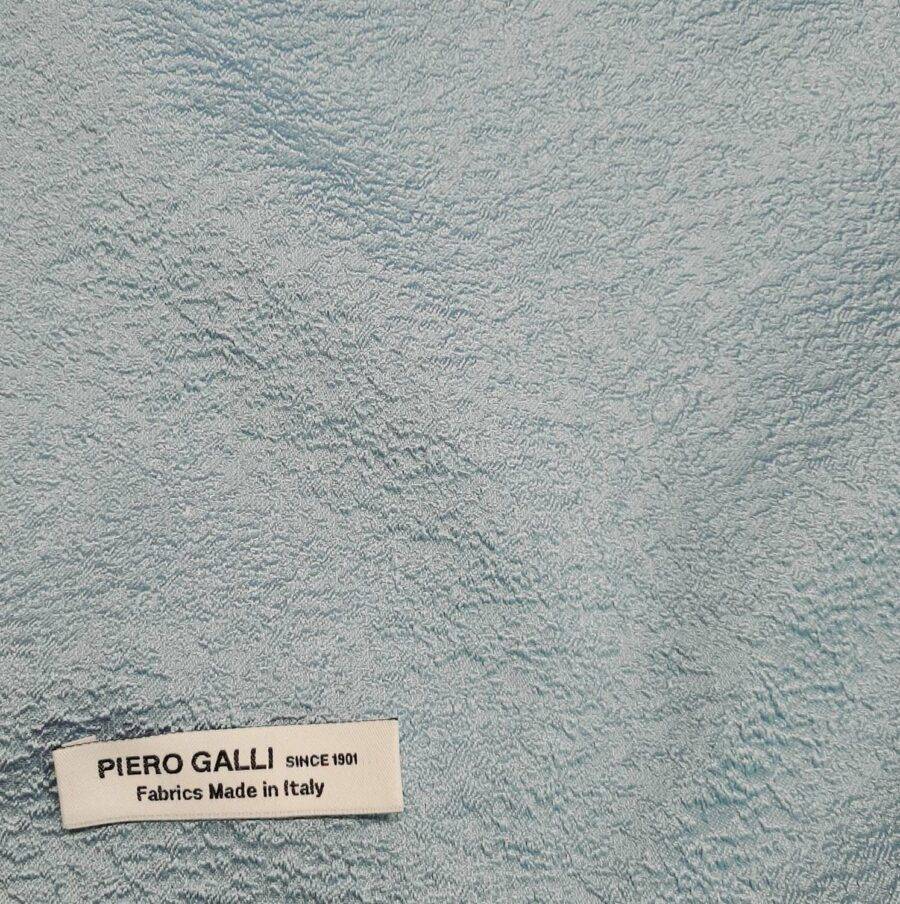 PIERO GALLI SINCE 1901
Fabrics Made in Italy